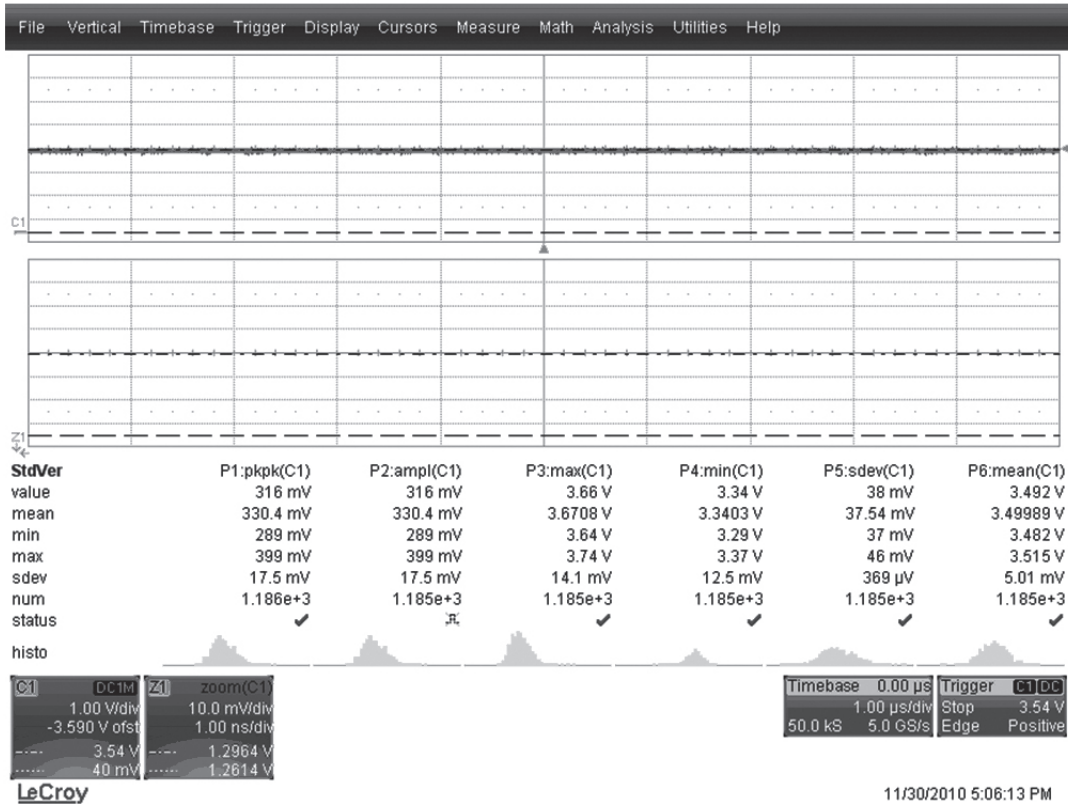 File Vertical Timebase Trigger Display Cursors Measure Math Analysis Utilities Help
C1
Z1
StdVer P1:pkpk(C1) P2:ampl(C1) P3:max(C1) P4:min(C1) P5:sdev(C1) P6:mean(C1)
value 316 mV 316 mV 3.66 V 3.34 V 38 mV 3.492 V
mean 330.4 mV 330.4 mV 3.6708 V 3.3403 V 37.54 mV 3.49989 V
min 289 mV 289 mV 3.64 V 3.29 V 37 mV 3.482 V
max 399 mV 399 mV 3.74 V 3.37 V 46 mV 3.515 V
sdev 17.5 mV 17.5 mV 14.1 mV 12.5 mV 369 µV 5.01 mV
num 1.186e+3 1.185e+3 1.185e+3 1.185e+3 1.185e+3 1.185e+3
status
histo
C1 DC1M
1.00 V/div
-3.590 V ofst
3.54 V
40 mV
Z1 zoom(C1)
10.0 mV/div
1.00 ns/div
1.2964 V
1.2614 V
Timebase 0.00 µs
1.00 µs/div
50.0 kS 5.0 GS/s
Trigger C1 DC
Stop 3.54 V
Edge Positive
LeCroy
11/30/2010 5:06:13 PM